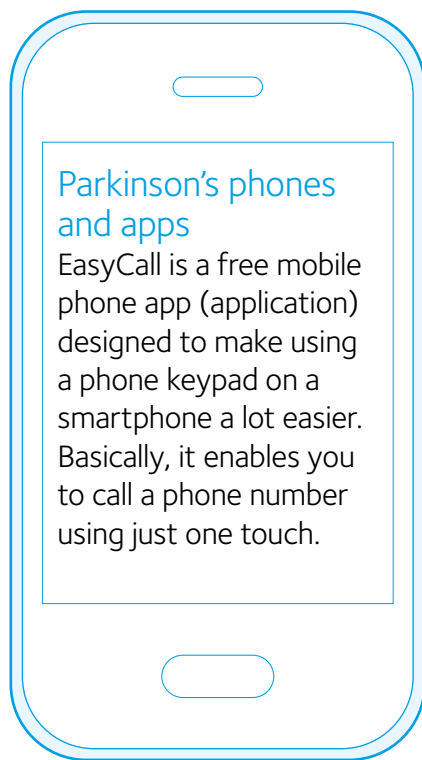 Parkinson's phones
and apps
EasyCall is a free mobile
phone app (application)
designed to make using
a phone keypad on a
smartphone a lot easier.
Basically, it enables you
to call a phone number
using just one touch.